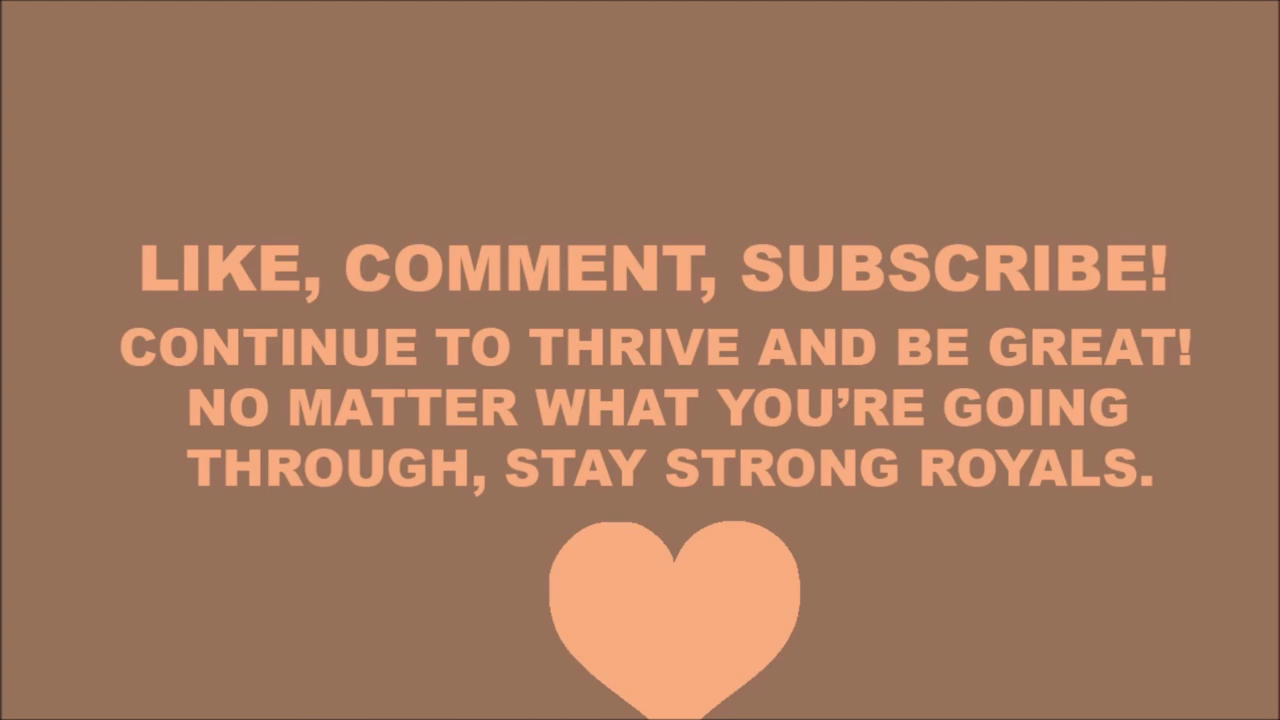 LIKE, COMMENT, SUBSCRIBE!
CONTINUE TO THRIVE AND BE GREAT!
NO MATTER WHAT YOU’RE GOING
THROUGH, STAY STRONG ROYALS.